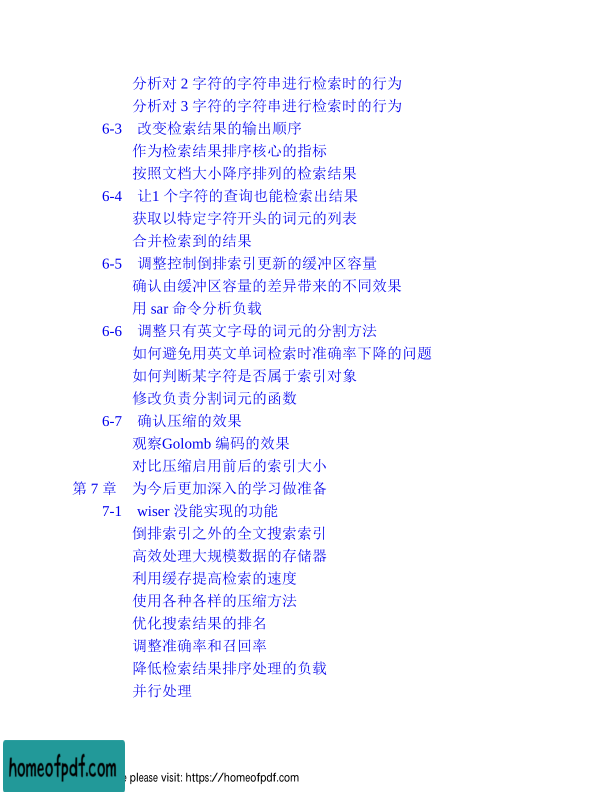 分析对 2 字符的字符串进行检索时的行为
分析对 3 字符的字符串进行检索时的行为
6-3 改变检索结果的输出顺序
作为检索结果排序核心的指标
按照文档大小降序排列的检索结果
6-4 让1 个字符的查询也能检索出结果
获取以特定字符开头的词元的列表
合并检索到的结果
6-5 调整控制倒排索引更新的缓冲区容量
确认由缓冲区容量的差异带来的不同效果
用 sar 命令分析负载
6-6 调整只有英文字母的词元的分割方法
如何避免用英文单词检索时准确率下降的问题
如何判断某字符是否属于索引对象
修改负责分割词元的函数
6-7 确认压缩的效果
观察Golomb 编码的效果
对比压缩启用前后的索引大小
第 7 章 为今后更加深入的学习做准备
7-1 wiser 没能实现的功能
倒排索引之外的全文搜索索引
高效处理大规模数据的存储器
利用缓存提高检索的速度
使用各种各样的压缩方法
优化搜索结果的排名
调整准确率和召回率
降低检索结果排序处理的负载
并行处理
homeofpdf.com
please visit: https://homeofpdf.com